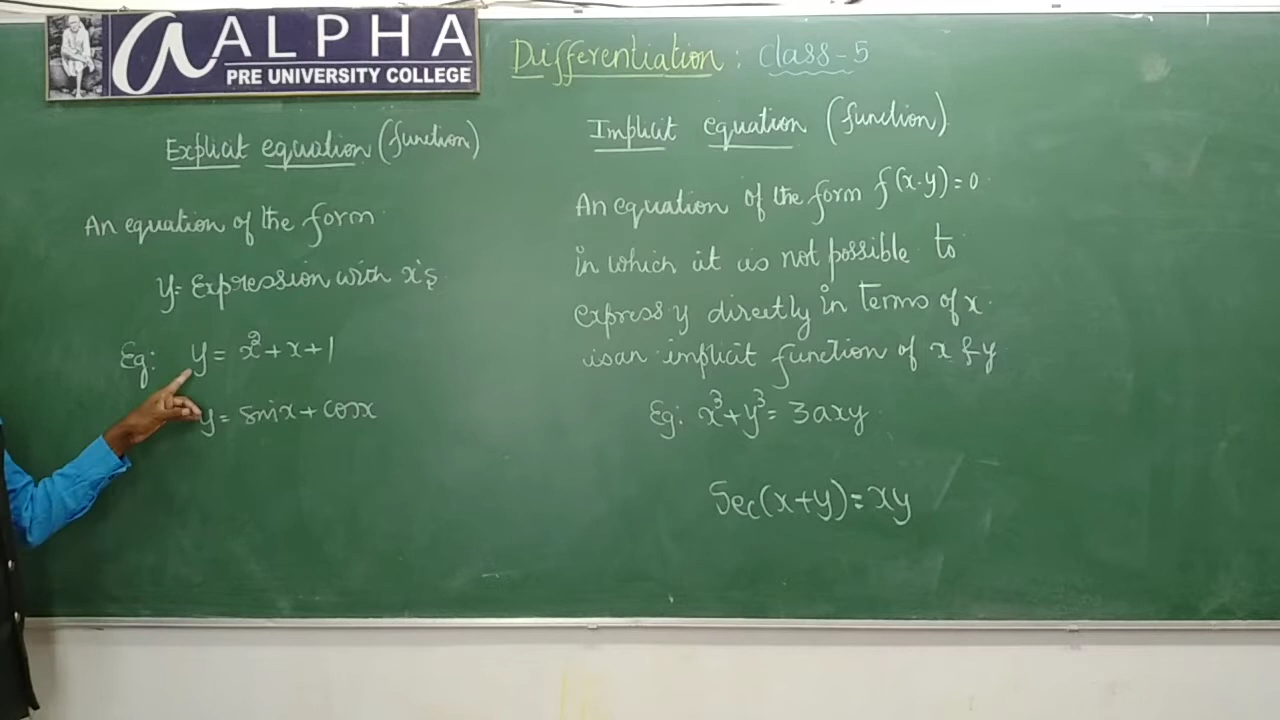 a ALPHA
PRE UNIVERSITY COLLEGE
Differentiation : Class-5
Explicit equation (function)
An equation of the form
y = Expression with x's
Eg: y = x² + x + 1
y = sinx + cosx
Implicit equation (function)
An equation of the form f(x.y) = 0
in which it is not possible to
express y directly in terms of x.
is an implicit function of x & y
Eg: x³ + y³ = 3axy
Sec(x+y) = xy